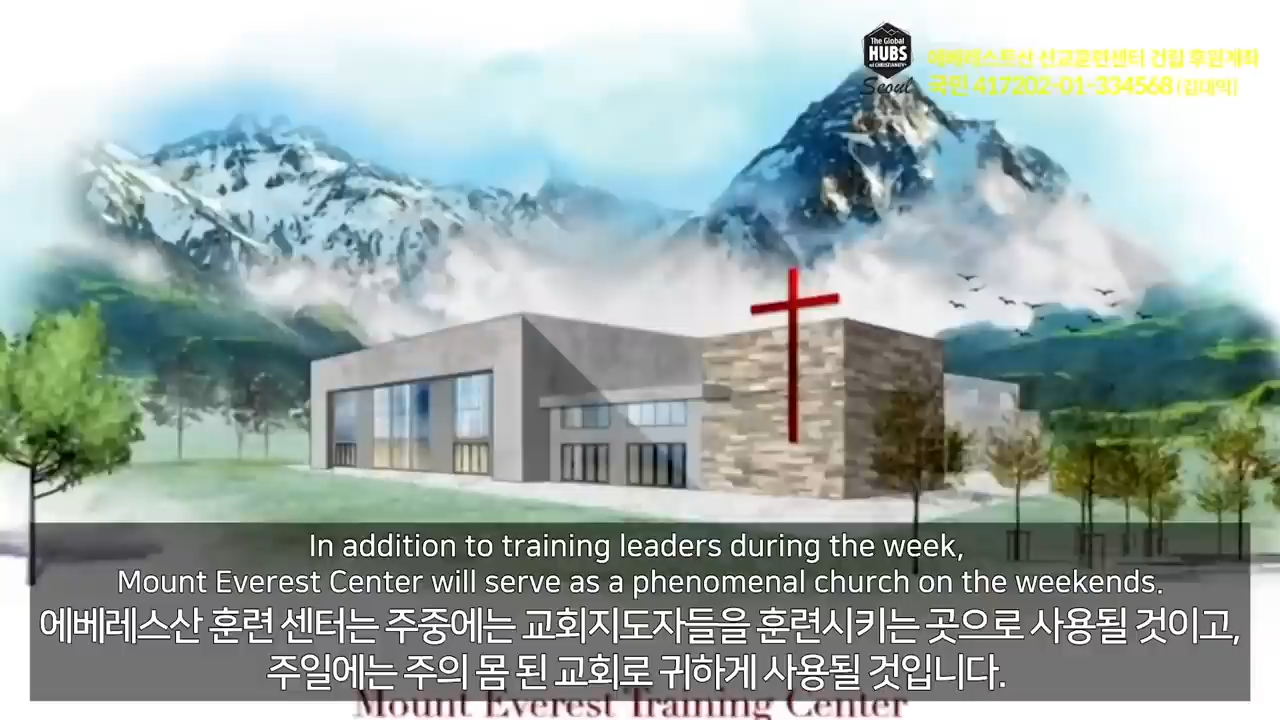 The Global
HUBS
of CHRISTIANITY
Seoul
에베레스트산 선교훈련센터 건립 후원계좌
국민 417202-01-334568 (김대억)
In addition to training leaders during the week,
Mount Everest Center will serve as a phenomenal church on the weekends.
에베레스산 훈련 센터는 주중에는 교회지도자들을 훈련시키는 곳으로 사용될 것이고,
주일에는 주의 몸 된 교회로 귀하게 사용될 것입니다.
Mount Everest Training Center